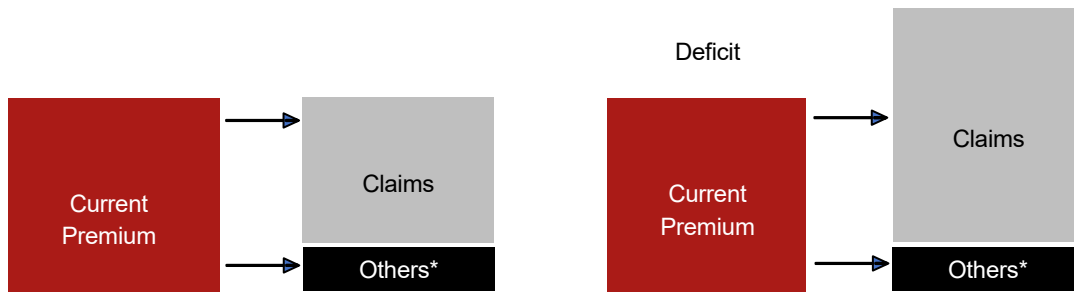 Current
Premium
Claims
Others*
Deficit
Current
Premium
Claims
Others*